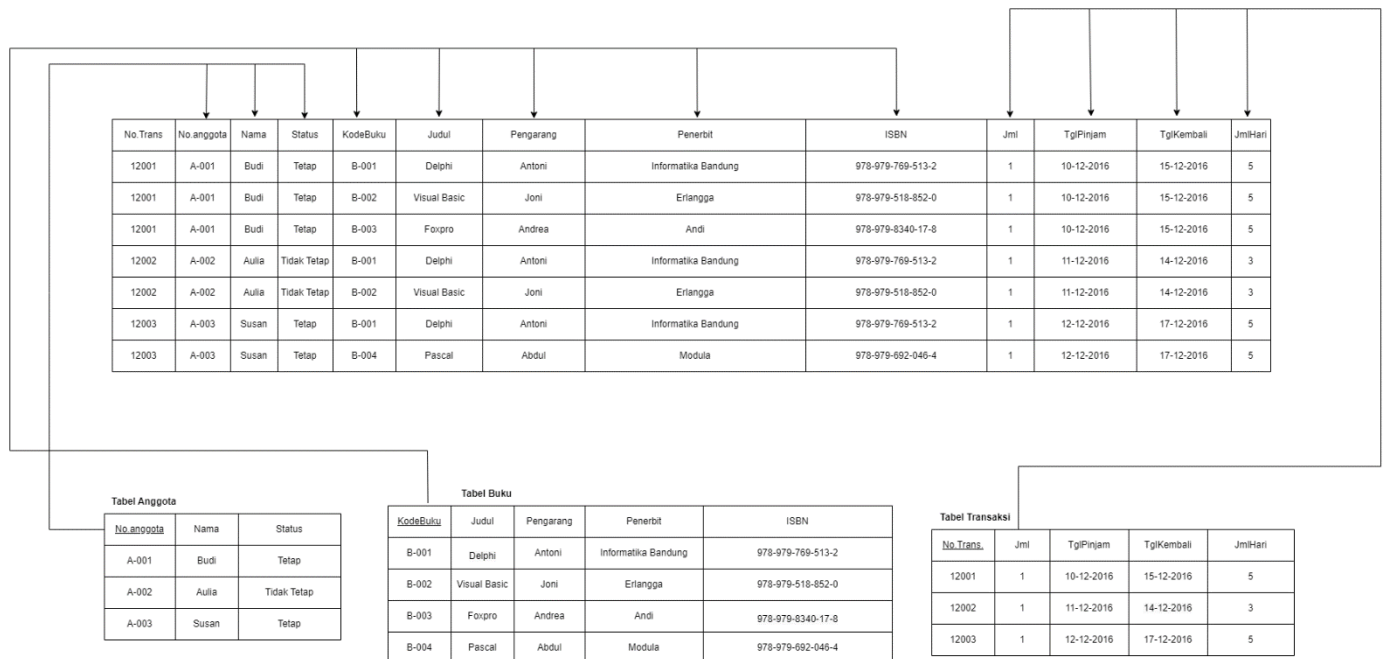 No.Trans No.anggota Nama Status KodeBuku Judul Pengarang Penerbit ISBN Jml TglPinjam TglKembali JmlHari
12001 A-001 Budi Tetap B-001 Delphi Antoni Informatika Bandung 978-979-769-513-2 1 10-12-2016 15-12-2016 5
12001 A-001 Budi Tetap B-002 Visual Basic Joni Erlangga 978-979-518-852-0 1 10-12-2016 15-12-2016 5
12001 A-001 Budi Tetap B-003 Foxpro Andrea Andi 978-979-8340-17-8 1 10-12-2016 15-12-2016 5
12002 A-002 Aulia Tidak Tetap B-001 Delphi Antoni Informatika Bandung 978-979-769-513-2 1 11-12-2016 14-12-2016 3
12002 A-002 Aulia Tidak Tetap B-002 Visual Basic Joni Erlangga 978-979-518-852-0 1 11-12-2016 14-12-2016 3
12003 A-003 Susan Tetap B-001 Delphi Antoni Informatika Bandung 978-979-769-513-2 1 12-12-2016 17-12-2016 5
12003 A-003 Susan Tetap B-004 Pascal Abdul Modula 978-979-692-046-4 1 12-12-2016 17-12-2016 5
Tabel Anggota
No.anggota Nama Status
A-001 Budi Tetap
A-002 Aulia Tidak Tetap
A-003 Susan Tetap
Tabel Buku
KodeBuku Judul Pengarang Penerbit ISBN
B-001 Delphi Antoni Informatika Bandung 978-979-769-513-2
B-002 Visual Basic Joni Erlangga 978-979-518-852-0
B-003 Foxpro Andrea Andi 978-979-8340-17-8
B-004 Pascal Abdul Modula 978-979-692-046-4
Tabel Transaksi
No.Trans. Jml TglPinjam TglKembali JmlHari
12001 1 10-12-2016 15-12-2016 5
12002 1 11-12-2016 14-12-2016 3
12003 1 12-12-2016 17-12-2016 5